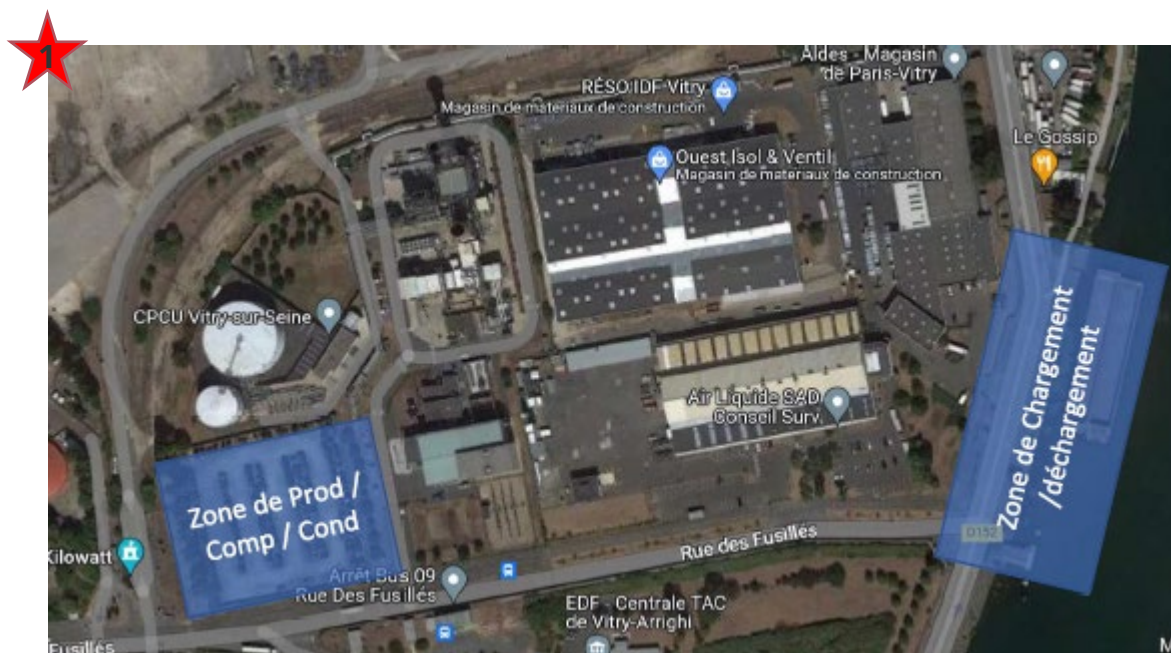 1
Aldes - Magasin
de Paris-Vitry
RÉSO IDF Vitry
Magasin de materiaux de construction
Le Gossip
Ouest Isol & Ventil
Magasin de materiaux de construction
CPCU Vitry-sur-Seine
Air Liquide SAD
Conseil Surv.
Zone de Chargement
/déchargement
Zone de Prod /
Comp / Cond
Kilowatt
Rue des Fusillés
D152
Arrêt Bus 09
Rue Des Fusillés
EDF - Centrale TAC
de Vitry-Arrighi
Fusillés
M